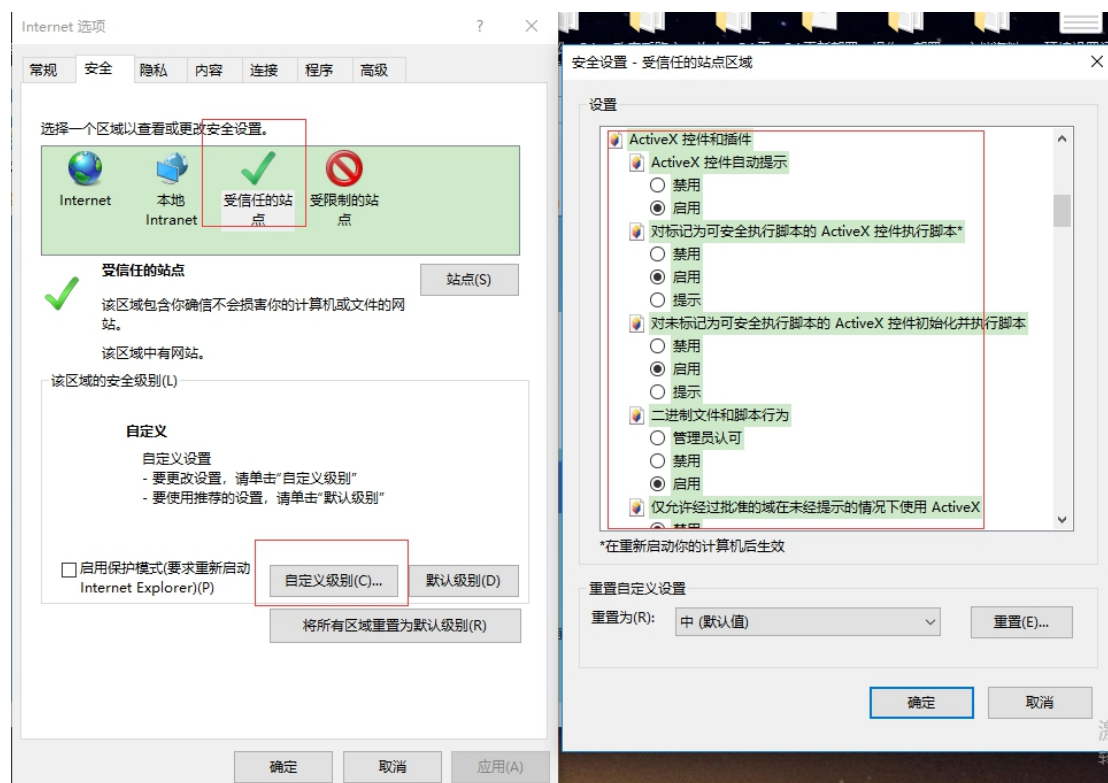 Internet 选项
?
常规
安全
隐私
内容
连接
程序
高级
选择一个区域以查看或更改安全设置。
Internet
本地
Intranet
受信任的站
点
受限制的站
点
受信任的站点
站点(S)
该区域包含你确信不会损害你的计算机或文件的网
站。
该区域中有网站。
该区域的安全级别(L)
自定义
自定义设置
- 要更改设置，请单击“自定义级别”
- 要使用推荐的设置，请单击“默认级别”
启用保护模式(要求重新启动
Internet Explorer)(P)
自定义级别(C)...
默认级别(D)
将所有区域重置为默认级别(R)
确定
取消
应用(A)
安全设置 - 受信任的站点区域
设置
ActiveX 控件和插件
ActiveX 控件自动提示
禁用
启用
对标记为可安全执行脚本的 ActiveX 控件执行脚本*
禁用
启用
提示
对未标记为可安全执行脚本的 ActiveX 控件初始化并执行脚本
禁用
启用
提示
二进制文件和脚本行为
管理员认可
禁用
启用
仅允许经过批准的域在未经提示的情况下使用 ActiveX
*在重新启动你的计算机后生效
重置自定义设置
重置为(R):
中 (默认值)
重置(E)...
确定
取消